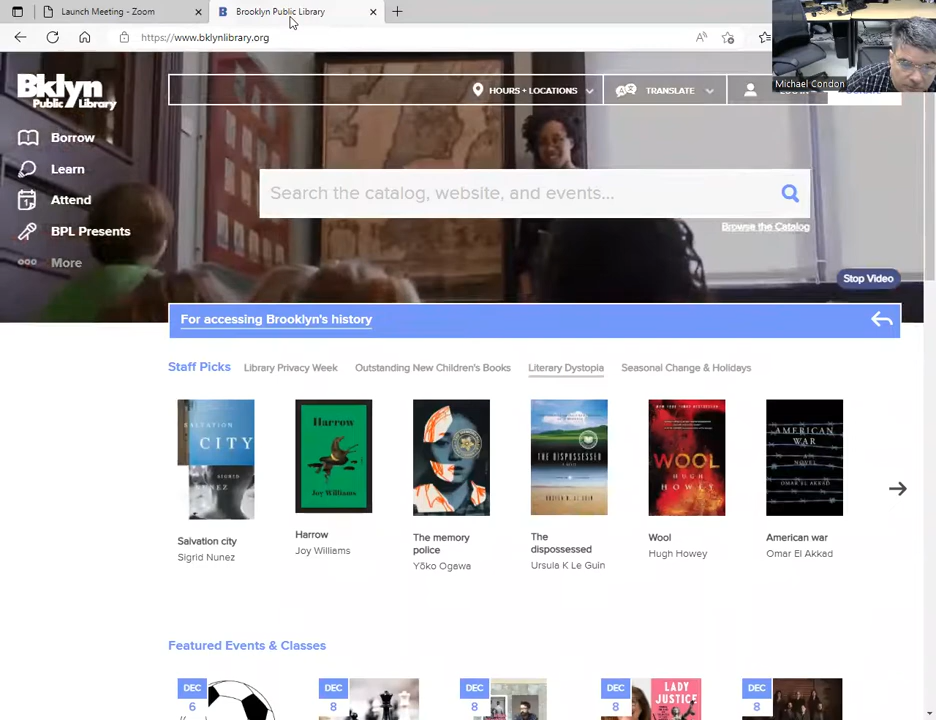 Launch Meeting - Zoom
Brooklyn Public Library
https://www.bklynlibrary.org
Michael Condon
Bklyn
Public Library
HOURS + LOCATIONS
TRANSLATE
Borrow
Learn
Attend
BPL Presents
More
Search the catalog, website, and events...
Browse the Catalog
Stop Video
For accessing Brooklyn's history
Staff Picks
Library Privacy Week
Outstanding New Children's Books
Literary Dystopia
Seasonal Change & Holidays
SALVATION
CITY
SIGRID
NUNEZ
Harrow
Joy Williams
THE DISPOSSESSED
URSULA K. LE GUIN
WOOL
HUGH
HOWEY
AMERICAN
WAR
A
NOVEL
OMAR EL AKKAD
Salvation city
Sigrid Nunez
Harrow
Joy Williams
The memory
police
Yōko Ogawa
The
dispossessed
Ursula K Le Guin
Wool
Hugh Howey
American war
Omar El Akkad
Featured Events & Classes
DEC
6
DEC
8
DEC
8
DEC
8
LADY
JUSTICE
DEC
8